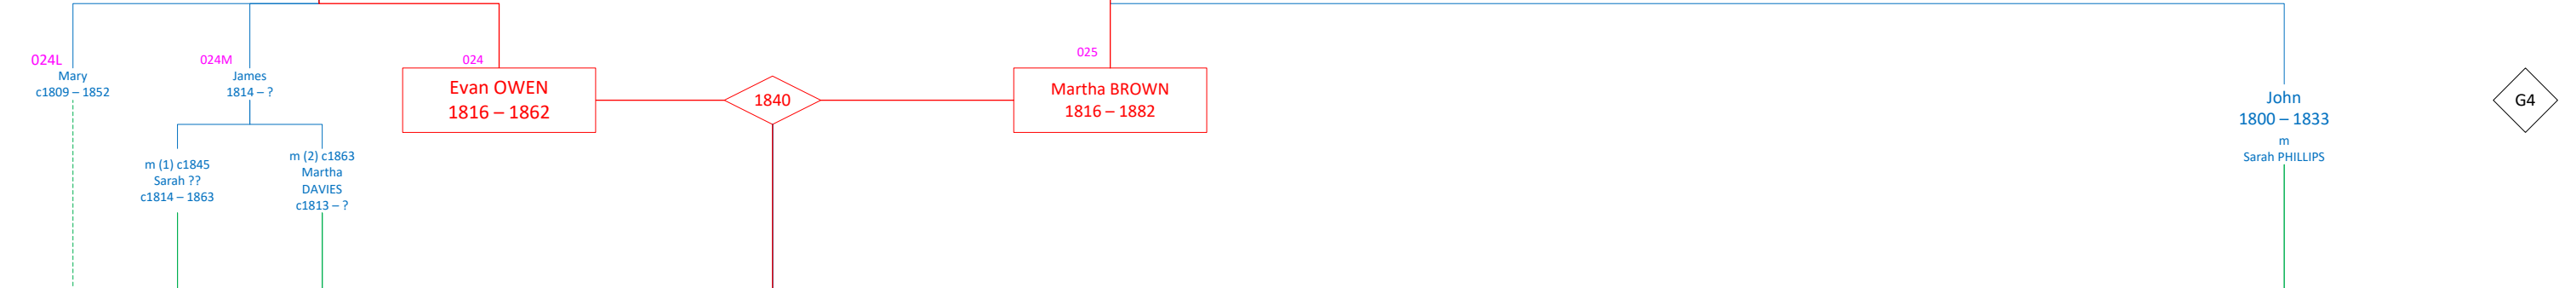 024L
Mary
c1809 – 1852
024M
James
1814 – ?
m (1) c1845
Sarah ??
c1814 – 1863
m (2) c1863
Martha
DAVIES
c1813 – ?
024
Evan OWEN
1816 – 1862
1840
025
Martha BROWN
1816 – 1882
John
1800 – 1833
m
Sarah PHILLIPS
G4